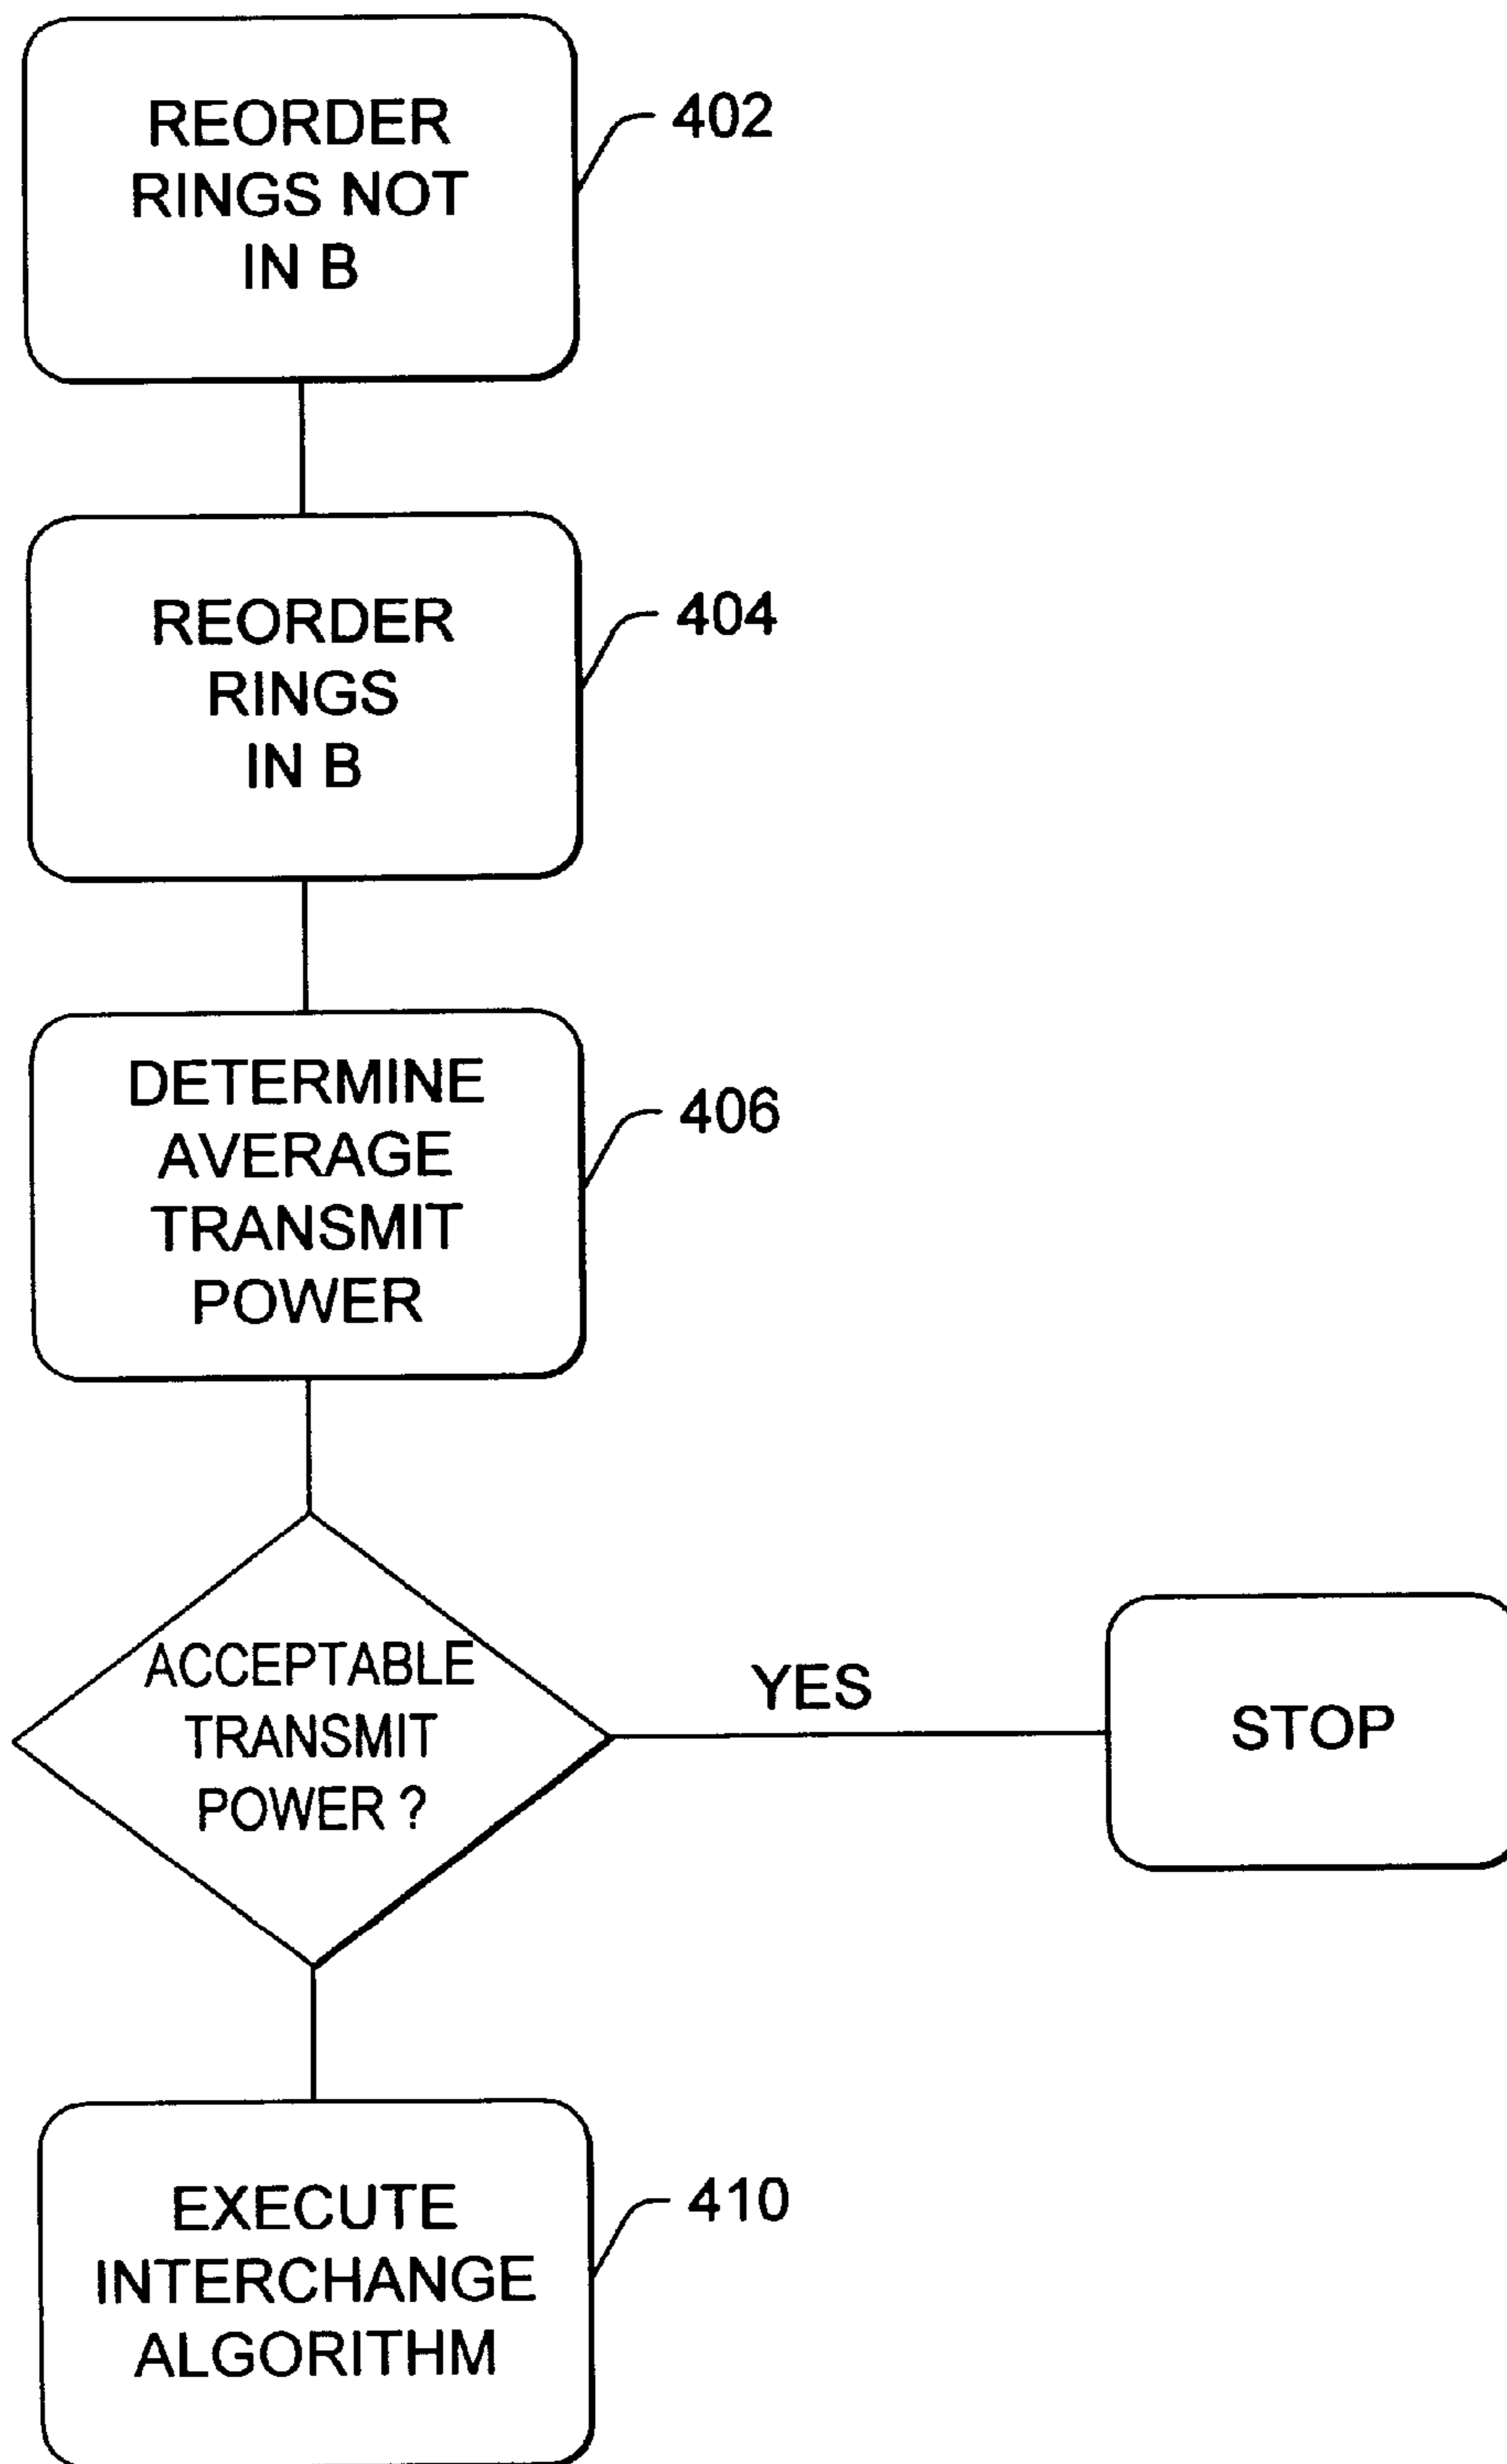 REORDER
RINGS NOT
IN B
402
REORDER
RINGS
IN B
404
DETERMINE
AVERAGE
TRANSMIT
POWER
406
ACCEPTABLE
TRANSMIT
POWER ?
YES
STOP
EXECUTE
INTERCHANGE
ALGORITHM
410